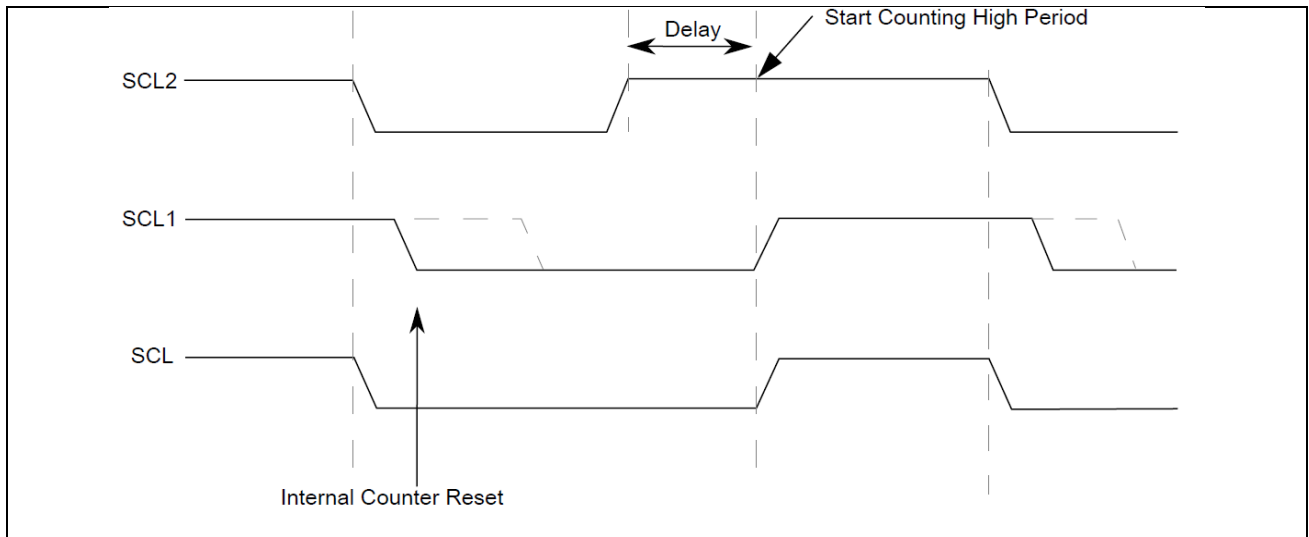 Start Counting High Period
Delay
SCL2
SCL1
SCL
Internal Counter Reset